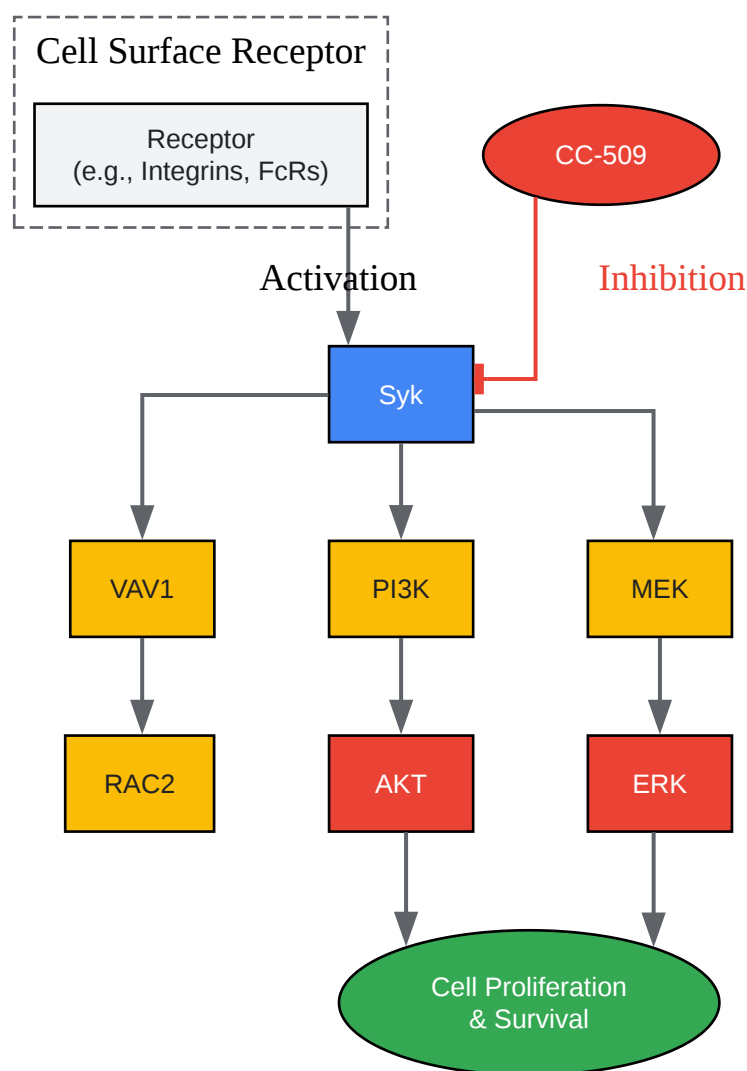 Cell Surface Receptor
Receptor
(e.g., Integrins, FcRs)
CC-509
Activation
Inhibition
Syk
VAV1
PI3K
MEK
RAC2
AKT
ERK
Cell Proliferation
& Survival